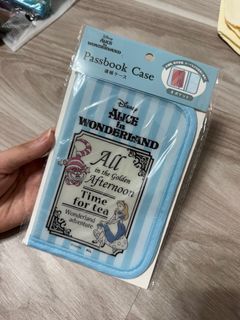 Disney
ALICE in
WONDERLAND
Passbook Case
通帳ケース
Disney
ALICE
in
WONDERLAND
All
in the Golden
Afternoon
Time
for tea
Wonderland
adventure